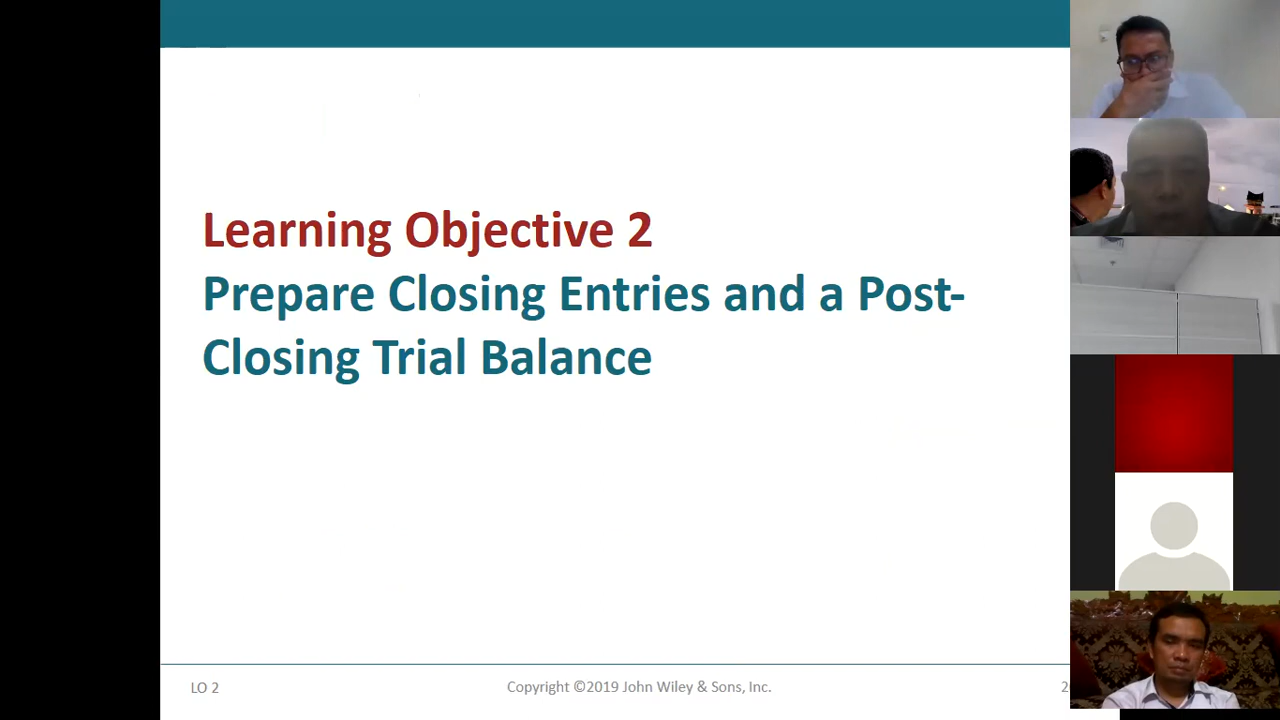 Learning Objective 2
Prepare Closing Entries and a Post-
Closing Trial Balance
LO 2
Copyright ©2019 John Wiley & Sons, Inc.